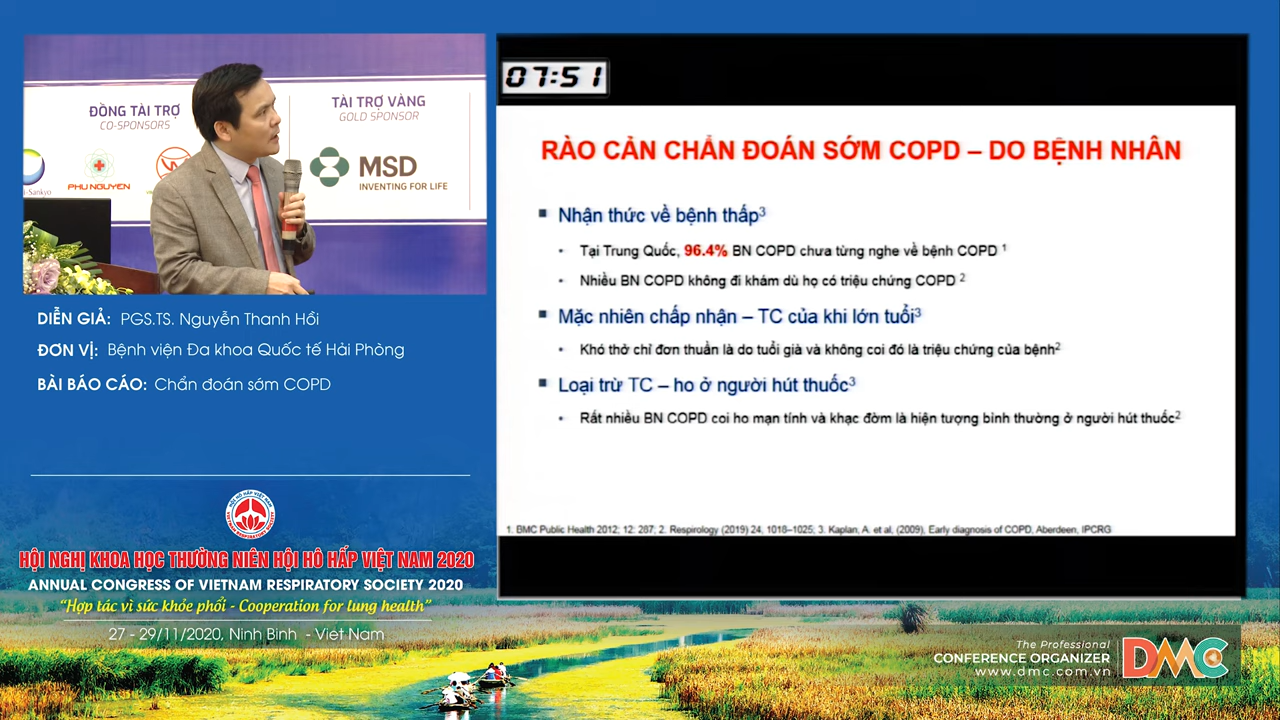 ĐỒNG TÀI TRỢ
CO-SPONSORS
TÀI TRỢ VÀNG
GOLD SPONSOR
-Sankyo
PHU NGUYEN
MSD
INVENTING FOR LIFE
DIỄN GIẢ: PGS.TS. Nguyễn Thanh Hồi
ĐƠN VỊ: Bệnh viện Đa khoa Quốc tế Hải Phòng
BÀI BÁO CÁO: Chẩn đoán sớm COPD
HỘI HÔ HẤP VIỆT NAM
VIETNAM RESPIRATORY SOCIETY
HỘI NGHỊ KHOA HỌC THƯỜNG NIÊN HỘI HÔ HẤP VIỆT NAM 2020
ANNUAL CONGRESS OF VIETNAM RESPIRATORY SOCIETY 2020
“Hợp tác vì sức khỏe phổi - Cooperation for lung health”
27 - 29/11/2020, Ninh Bình - Viet Nam
07:51
RÀO CẢN CHẨN ĐOÁN SỚM COPD – DO BỆNH NHÂN
▪ Nhận thức về bệnh thấp³
• Tại Trung Quốc, 96.4% BN COPD chưa từng nghe về bệnh COPD ¹
• Nhiều BN COPD không đi khám dù họ có triệu chứng COPD ²
▪ Mặc nhiên chấp nhận – TC của khi lớn tuổi³
• Khó thở chỉ đơn thuần là do tuổi già và không coi đó là triệu chứng của bệnh²
▪ Loại trừ TC – ho ở người hút thuốc³
• Rất nhiều BN COPD coi ho mạn tính và khạc đờm là hiện tượng bình thường ở người hút thuốc²
1. BMC Public Health 2012; 12: 287; 2. Respirology (2019) 24, 1018–1025; 3. Kaplan, A. et al, (2009), Early diagnosis of COPD, Aberdeen, IPCRG
The Professional
CONFERENCE ORGANIZER
www.dmc.com.vn
DMC